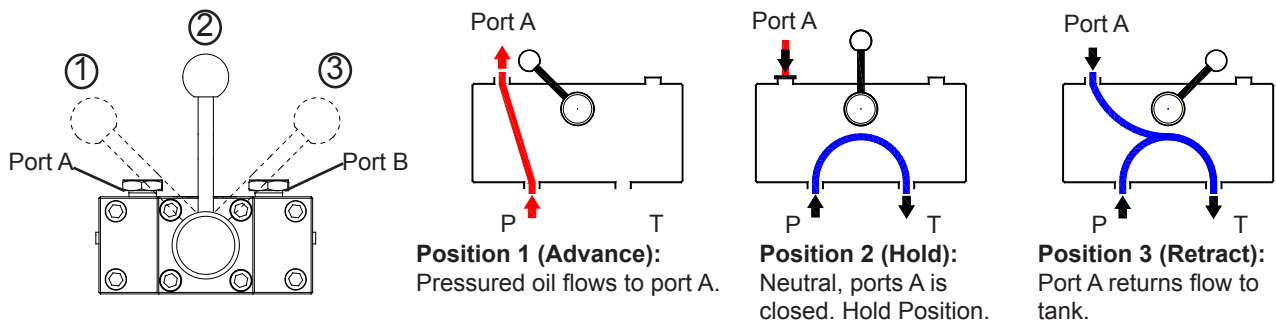 ②
①
③
Port A
Port B
Port A
P
T
Position 1 (Advance):
Pressured oil flows to port A.
Port A
P
T
Position 2 (Hold):
Neutral, ports A is
closed. Hold Position.
Port A
P
T
Position 3 (Retract):
Port A returns flow to
tank.